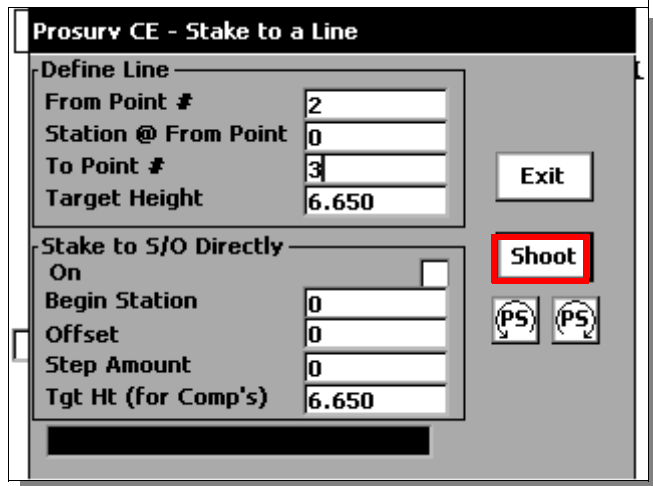 Prosurv CE - Stake to a Line
Define Line
From Point # 2
Station @ From Point 0
To Point # 3
Target Height 6.650
Exit
Stake to S/O Directly
On
Shoot
Begin Station 0
Offset 0
PS PS
Step Amount 0
Tgt Ht (for Comp's) 6.650